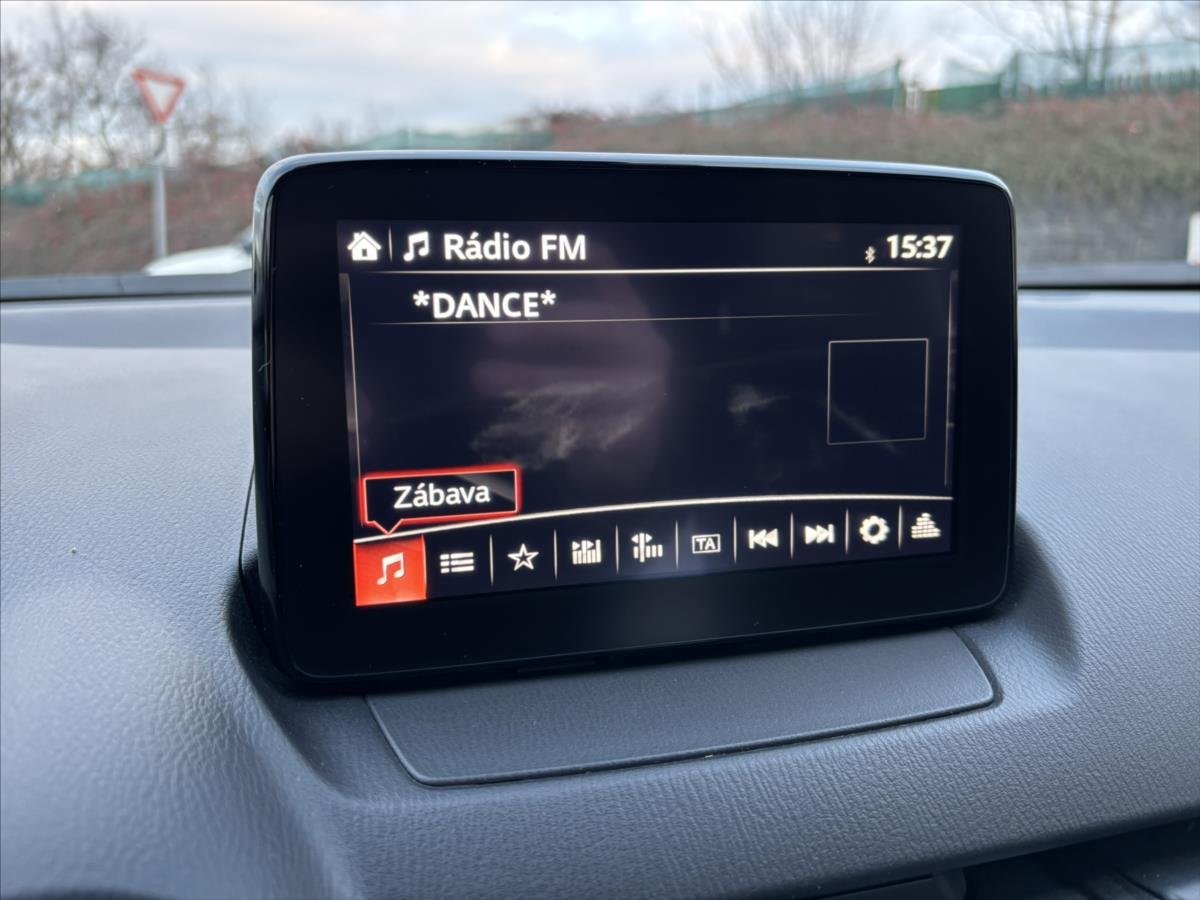 Rádio FM
15:37
*DANCE*
Zábava
TA